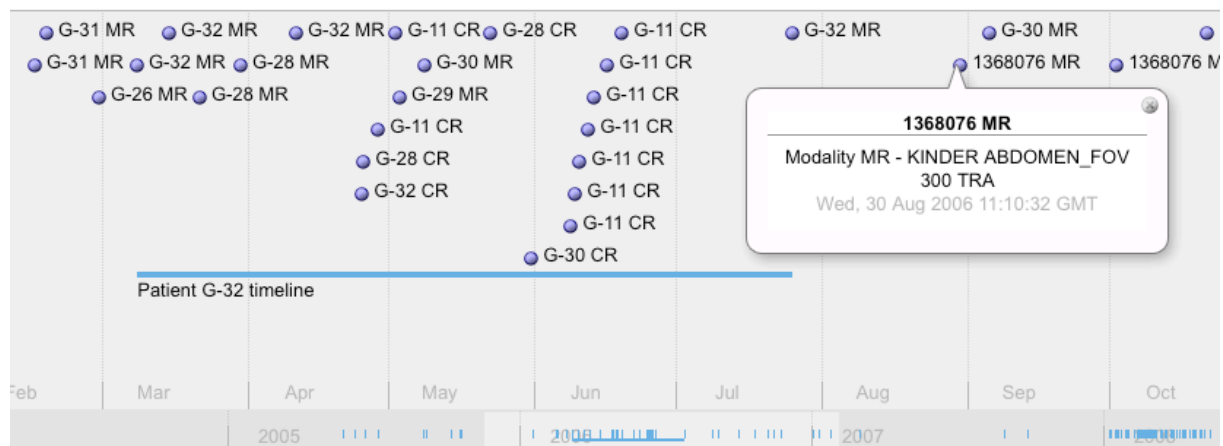 G-31 MR G-32 MR G-32 MR G-11 CR G-28 CR G-11 CR G-32 MR G-30 MR
G-31 MR G-32 MR G-28 MR G-30 MR G-11 CR 1368076 MR 1368076 M
G-26 MR G-28 MR G-29 MR G-11 CR
G-11 CR G-11 CR
G-28 CR G-11 CR
G-32 CR G-11 CR
G-11 CR
G-30 CR
1368076 MR
Modality MR - KINDER ABDOMEN_FOV
300 TRA
Wed, 30 Aug 2006 11:10:32 GMT
Patient G-32 timeline
Feb Mar Apr May Jun Jul Aug Sep Oct
2005 2006 2007